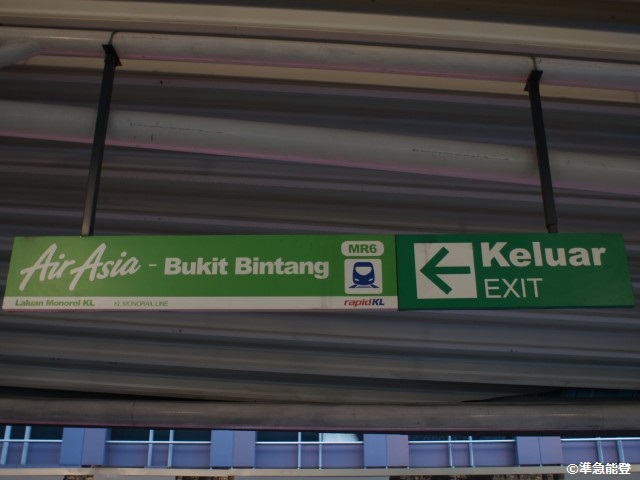 AirAsia - Bukit Bintang
MR6
Laluan Monorel KL KL MONORAIL LINE
rapidKL
Keluar
EXIT
©準急能登